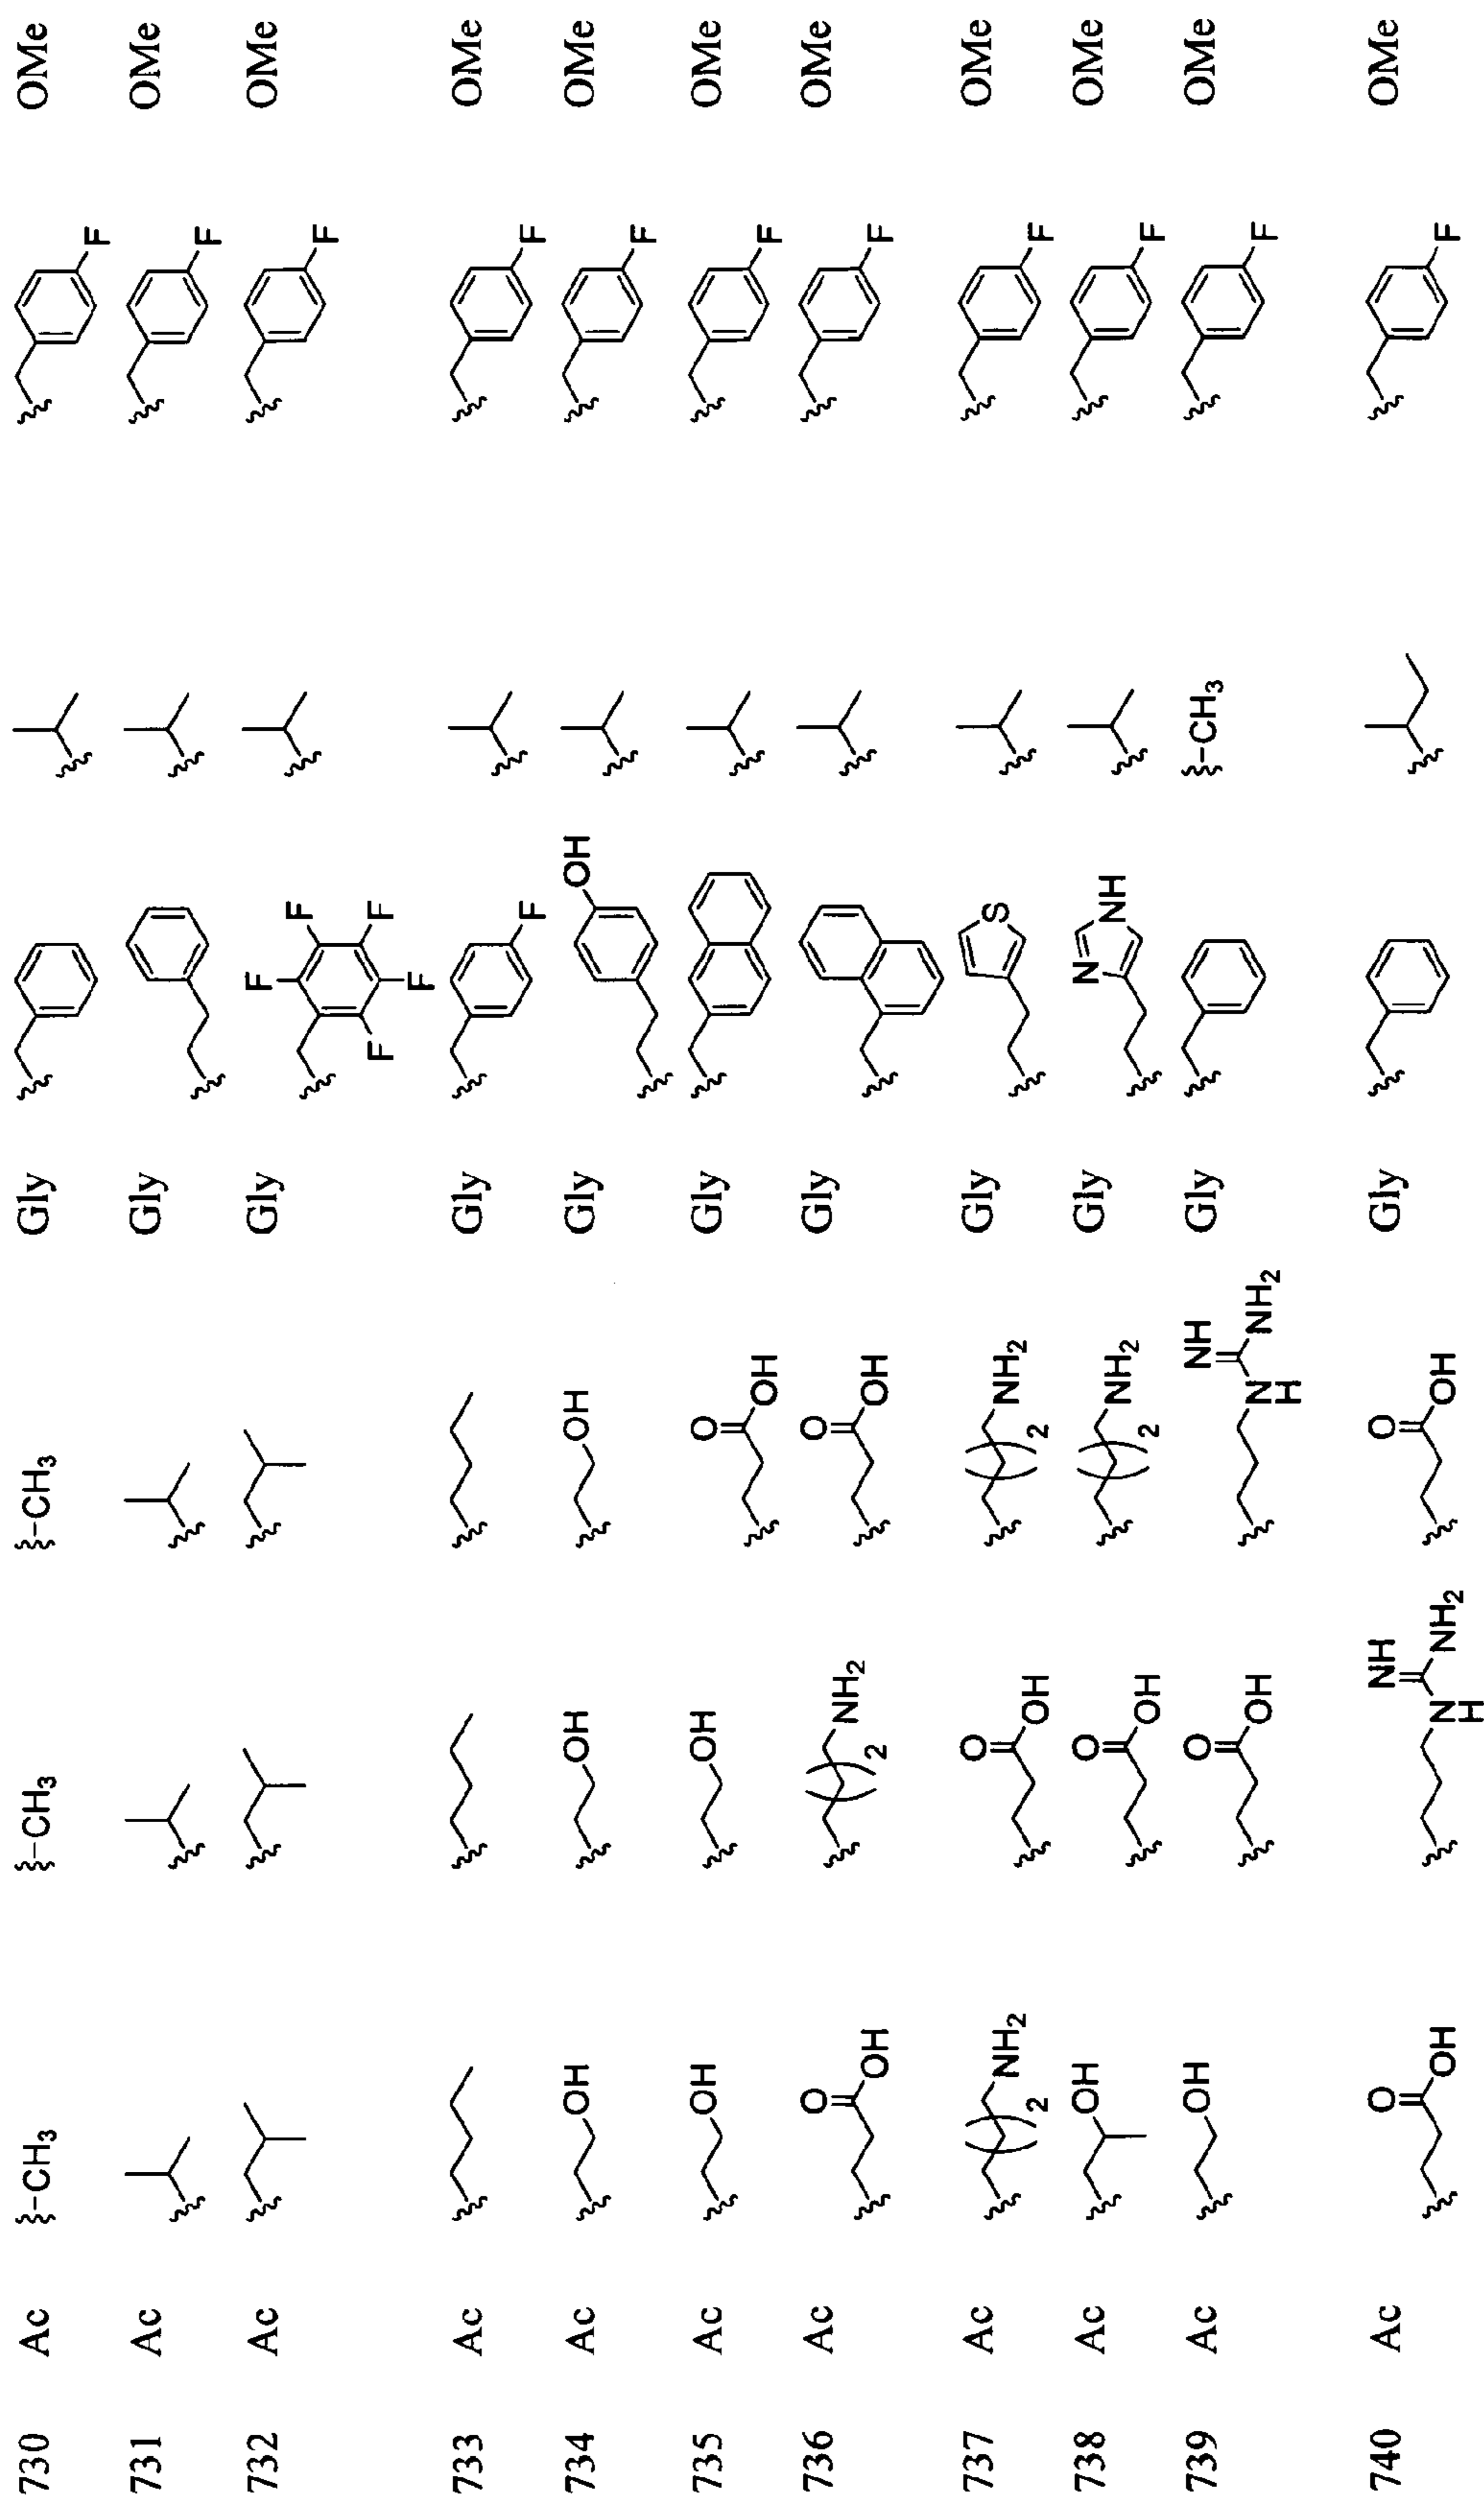 730 Ac -CH3 -CH3 -CH3 Gly F OMe
731 Ac Gly F OMe
732 Ac Gly F F F F F F OMe
733 Ac Gly F F OMe
734 Ac OH OH OH Gly OH F OMe
735 Ac OH OH O OH Gly F OMe
736 Ac O OH NH2 2 O OH Gly F OMe
737 Ac NH2 2 O OH NH2 2 Gly S F OMe
738 Ac OH O OH NH2 2 Gly N NH F OMe
739 Ac OH O OH N H NH NH2 Gly -CH3 F OMe
740 Ac O OH N H NH NH2 O OH Gly F OMe